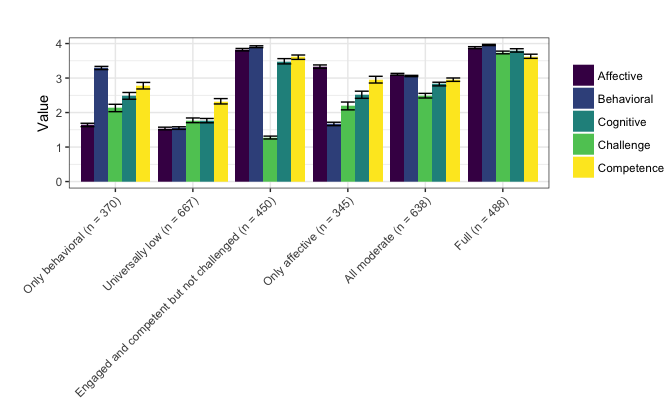 Value
4
3
2
1
0
Only behavioral (n = 370)
Universally low (n = 667)
Engaged and competent but not challenged (n = 450)
Only affective (n = 345)
All moderate (n = 638)
Full (n = 488)
Affective
Behavioral
Cognitive
Challenge
Competence